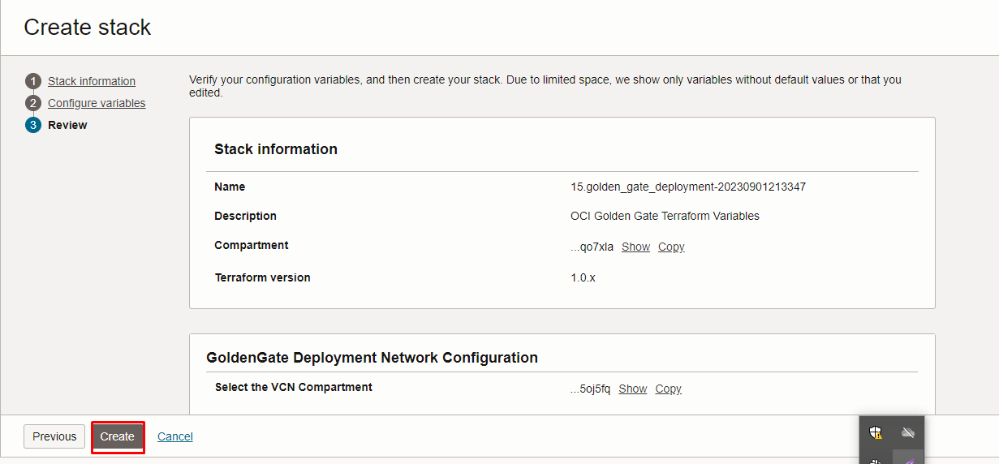 Create stack
1 Stack information
2 Configure variables
3 Review
Verify your configuration variables, and then create your stack. Due to limited space, we show only variables without default values or that you
edited.
Stack information
Name 15.golden_gate_deployment-20230901213347
Description OCI Golden Gate Terraform Variables
Compartment ...qo7xla Show Copy
Terraform version 1.0.x
GoldenGate Deployment Network Configuration
Select the VCN Compartment ...5oj5fq Show Copy
Previous Create Cancel